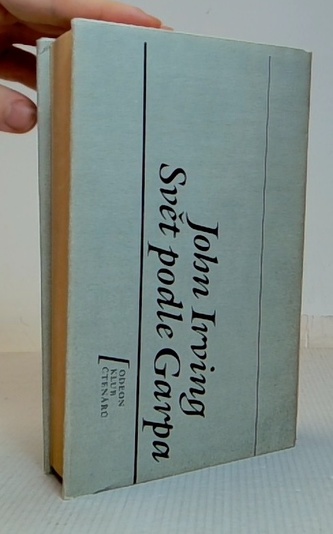 John Irving
Svět podle Garpa
ODEON
KLUB
ČTENÁŘŮ